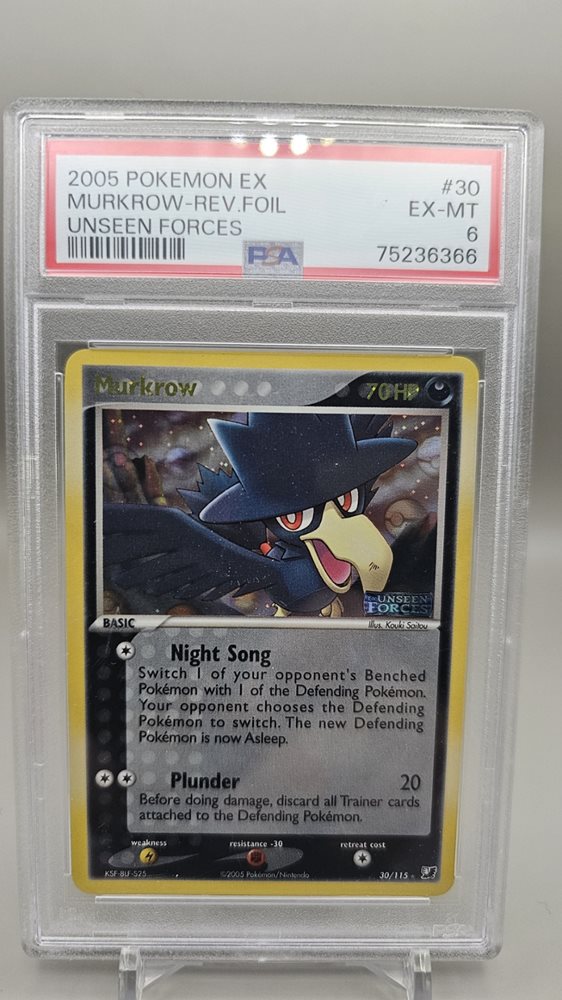 2005 POKEMON EX #30
MURKROW-REV.FOIL EX-MT
UNSEEN FORCES 6
PSA 75236366
Murkrow 70 HP
UNSEEN
FORCES
BASIC Illus. Kouki Saitou
Night Song
Switch 1 of your opponent's Benched
Pokémon with 1 of the Defending Pokémon.
Your opponent chooses the Defending
Pokémon to switch. The new Defending
Pokémon is now Asleep.
Plunder 20
Before doing damage, discard all Trainer cards
attached to the Defending Pokémon.
weakness resistance -30 retreat cost
©2005 Pokémon/Nintendo 30/115